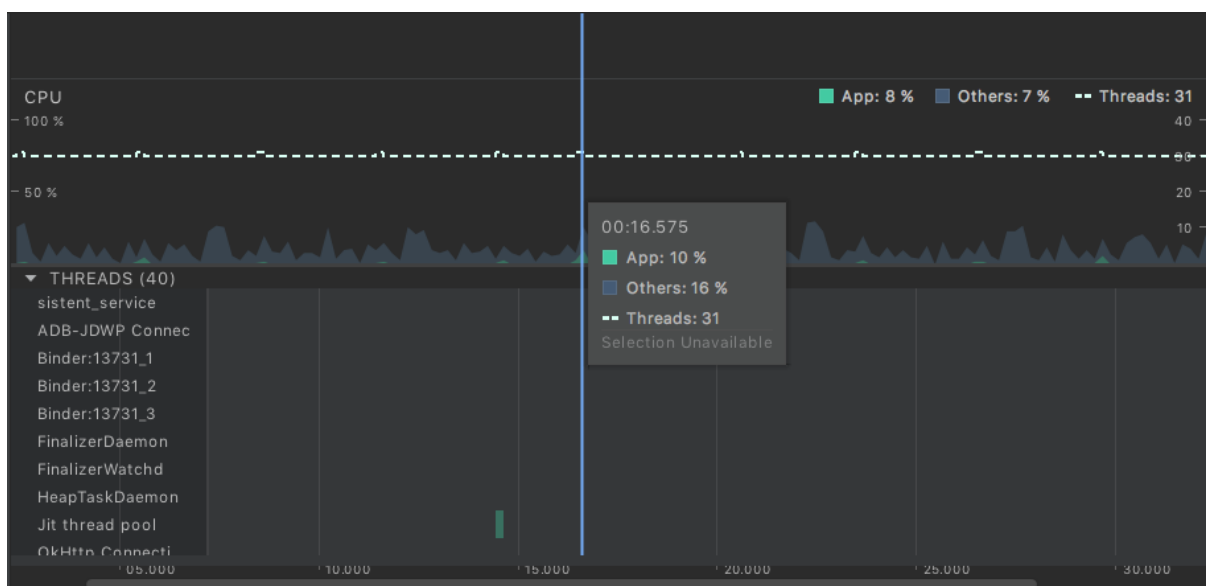 CPU
App: 8 % Others: 7 % Threads: 31
100 % 40
30
50 % 20
10
00:16.575
App: 10 %
Others: 16 %
Threads: 31
Selection Unavailable
THREADS (40)
sistent_service
ADB-JDWP Connec
Binder:13731_1
Binder:13731_2
Binder:13731_3
FinalizerDaemon
FinalizerWatchd
HeapTaskDaemon
Jit thread pool
OkHttp Connecti
05.000 10.000 15.000 20.000 25.000 30.000